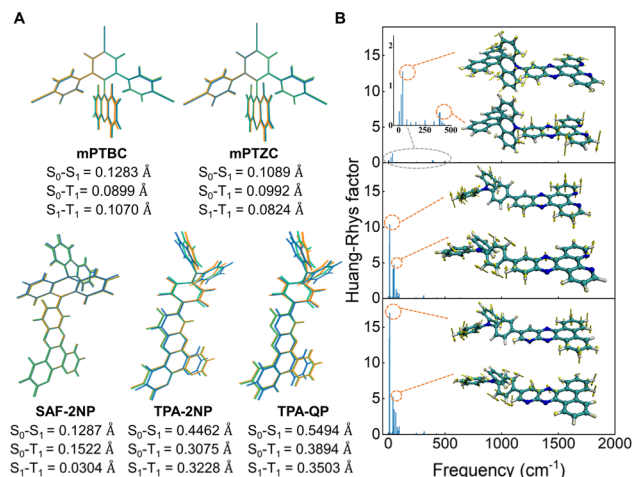 A
mPTBC
S₀-S₁ = 0.1283 Å
S₀-T₁ = 0.0899 Å
S₁-T₁ = 0.1070 Å
mPTZC
S₀-S₁ = 0.1089 Å
S₀-T₁ = 0.0992 Å
S₁-T₁ = 0.0824 Å
SAF-2NP
S₀-S₁ = 0.1287 Å
S₀-T₁ = 0.1522 Å
S₁-T₁ = 0.0304 Å
TPA-2NP
S₀-S₁ = 0.4462 Å
S₀-T₁ = 0.3075 Å
S₁-T₁ = 0.3228 Å
TPA-QP
S₀-S₁ = 0.5494 Å
S₀-T₁ = 0.3894 Å
S₁-T₁ = 0.3503 Å
B
Huang-Rhys factor
15
10
5
0
2
1
0
0 250 500
15
10
5
0
15
10
5
0
0 500 1000 1500 2000
Frequency (cm⁻¹)